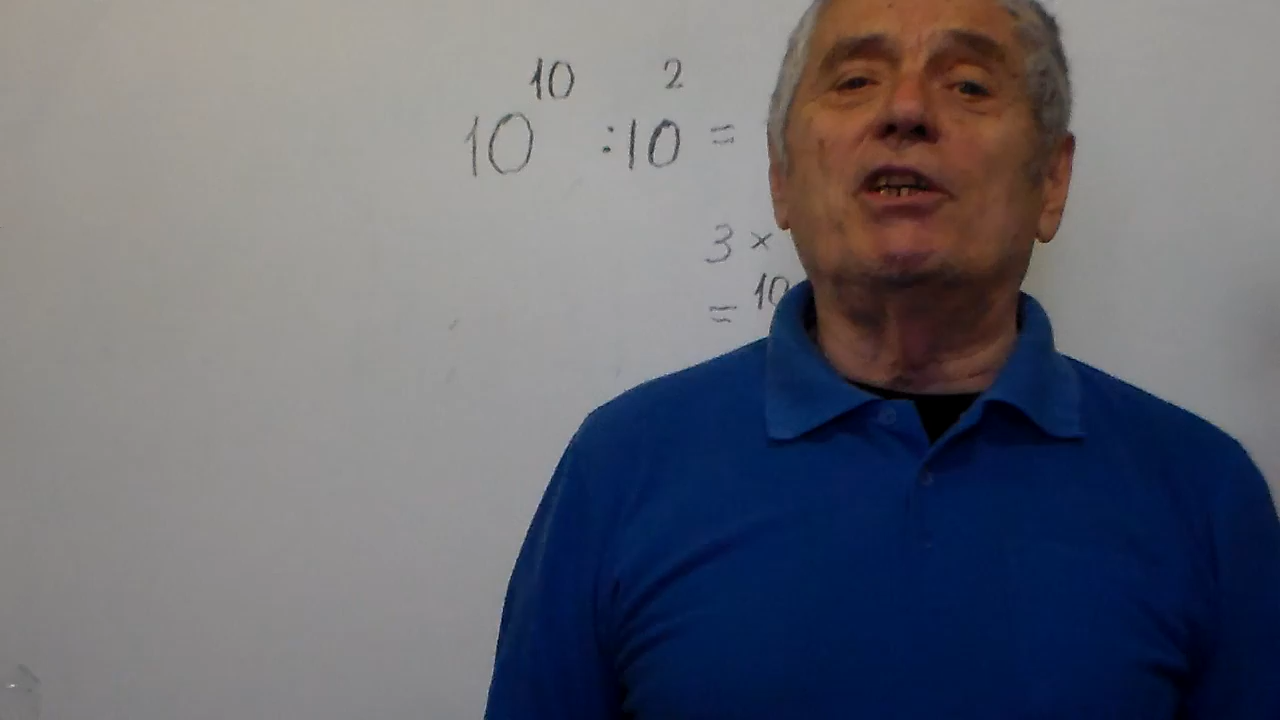 10¹⁰ :10² =
3 ×
= 10